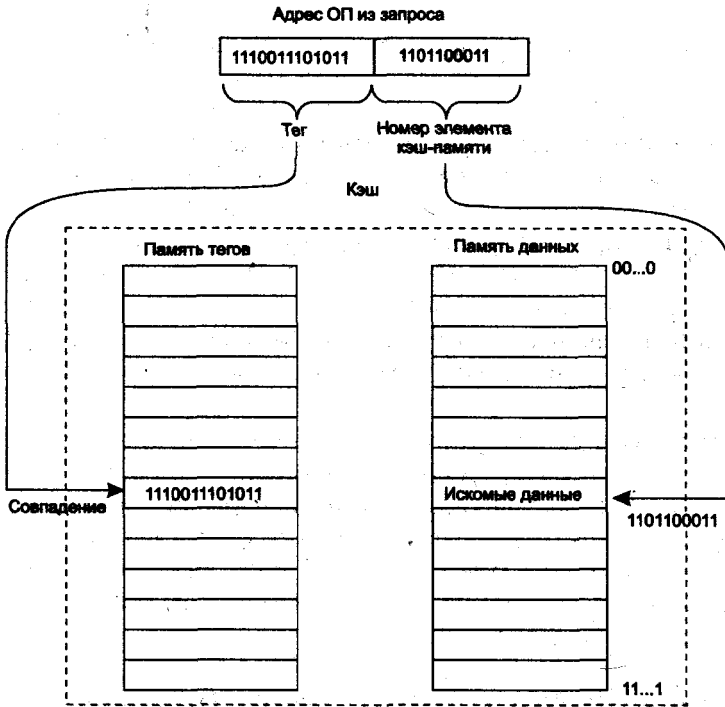 Адрес ОП из запроса
1110011101011
1101100011
Тег
Номер элемента
кэш-памяти
Кэш
Память тегов
Память данных
00...0
1110011101011
Искомые данные
Совпадение
1101100011
11...1